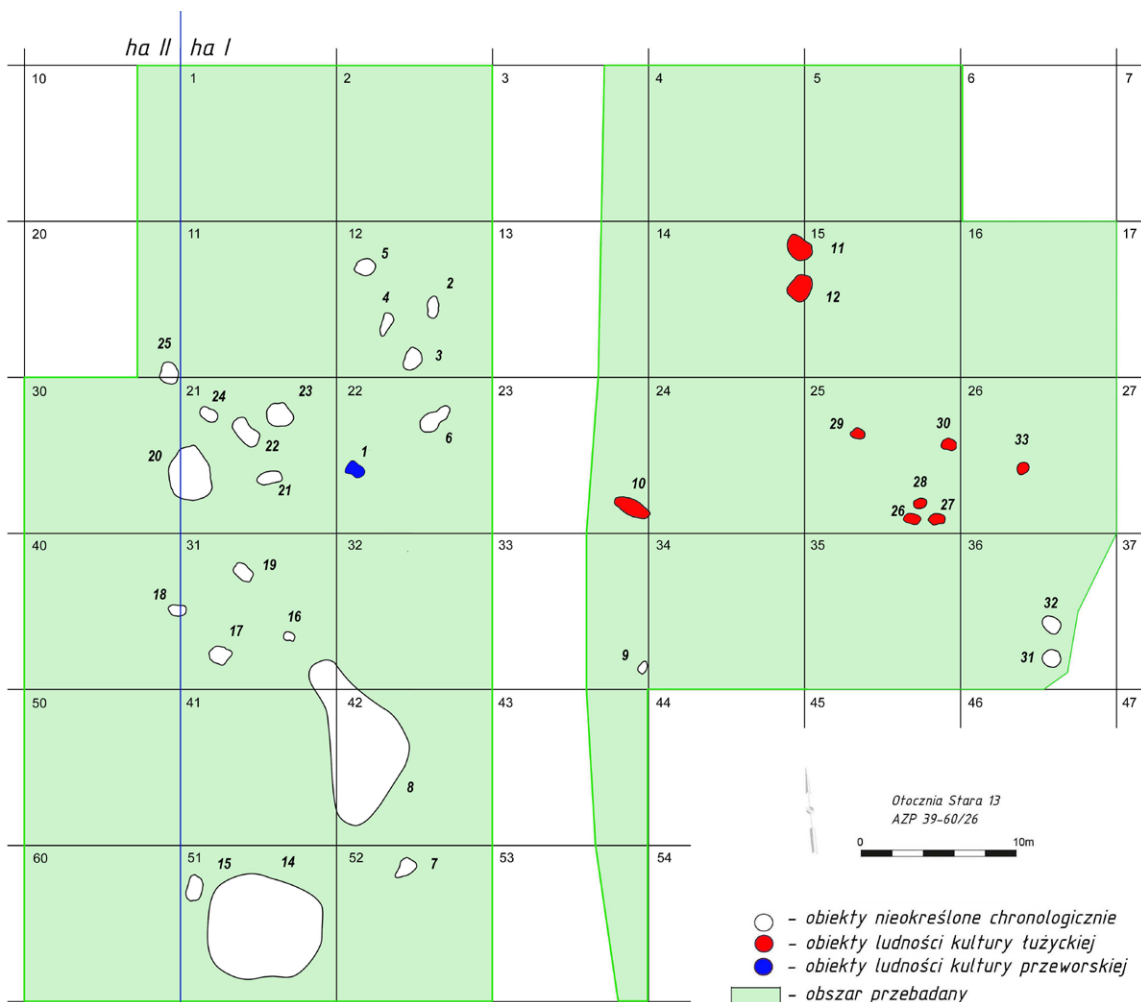 ha II ha I
10 1 2 3 4 5 6 7
20 11 12 13 14 15 16 17
5 2 11
4 12
3
25
30 21 22 23 24 25 26 27
24 23 6 29 30 33
22 1
20 21 10 28
26 27
40 31 32 33 34 35 36 37
19
18 16 32
17 9 31
50 41 42 43 44 45 46 47
8
60 51 52 53 54
15 14 7
Otocznia Stara 13
AZP 39-60/26
0 10m
- obiekty nieokreślone chronologicznie
- obiekty ludności kultury łużyckiej
- obiekty ludności kultury przeworskiej
- obszar przebadany